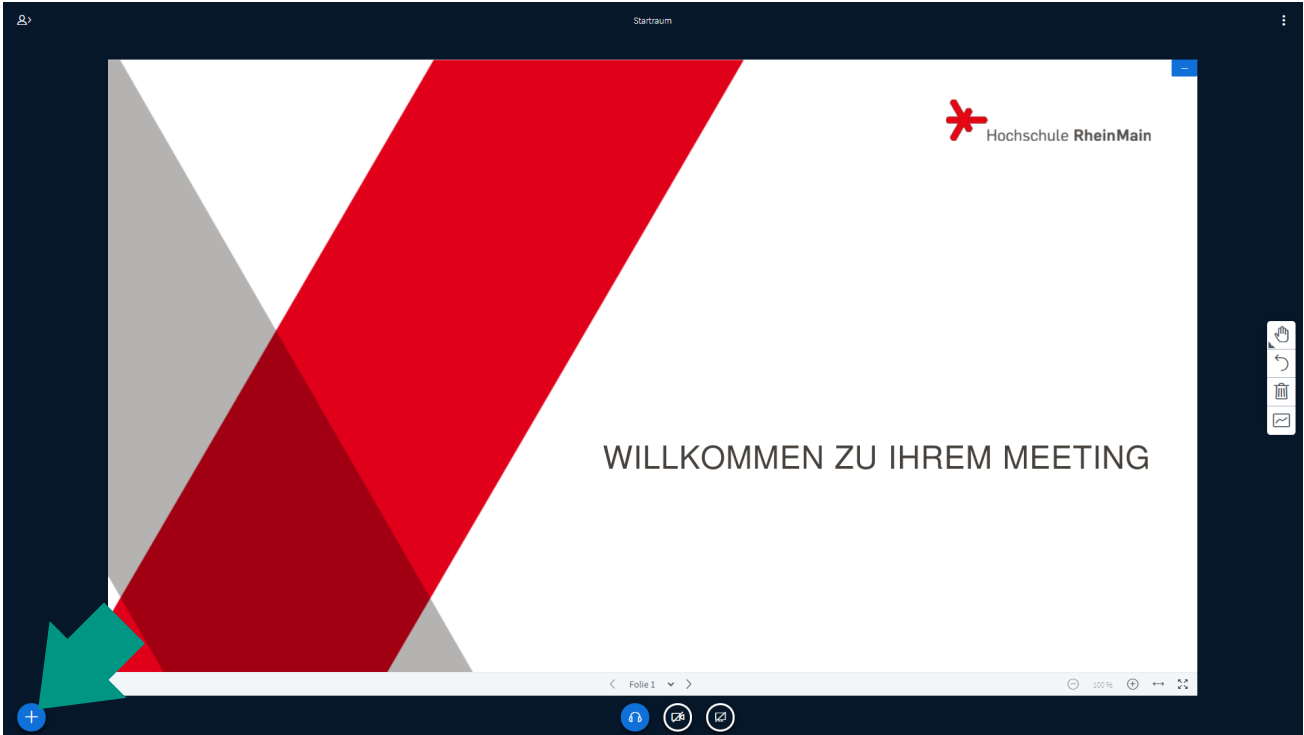 Startraum
Hochschule RheinMain
WILLKOMMEN ZU IHREM MEETING
Folie 1
100 %